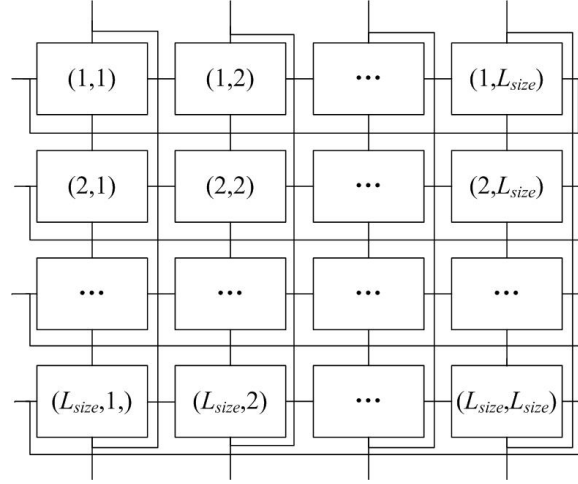 (1,1) (1,2) ••• (1,Lsize)
(2,1) (2,2) ••• (2,Lsize)
••• ••• ••• •••
(Lsize,1,) (Lsize,2) ••• (Lsize,Lsize)